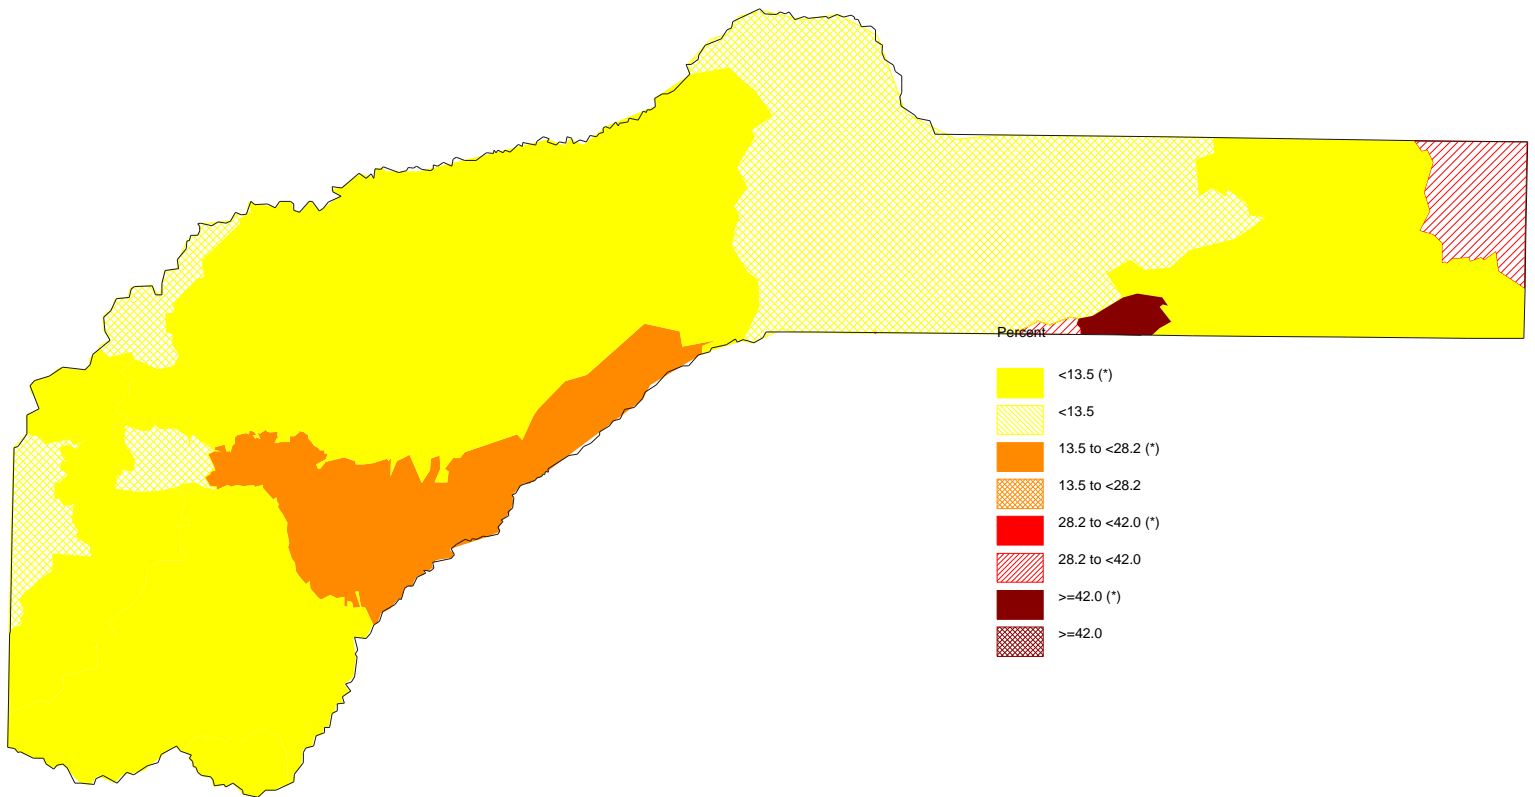 Percent
<13.5 (*)
<13.5
13.5 to <28.2 (*)
13.5 to <28.2
28.2 to <42.0 (*)
28.2 to <42.0
>=42.0 (*)
>=42.0